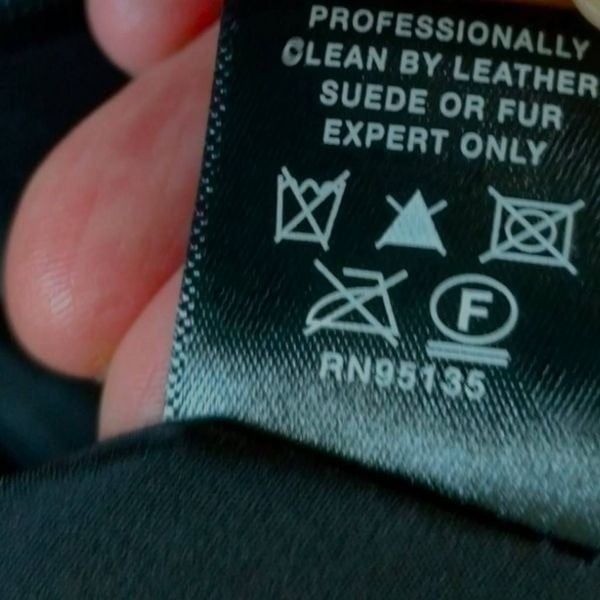 PROFESSIONALLY
CLEAN BY LEATHER
SUEDE OR FUR
EXPERT ONLY
F
RN95135